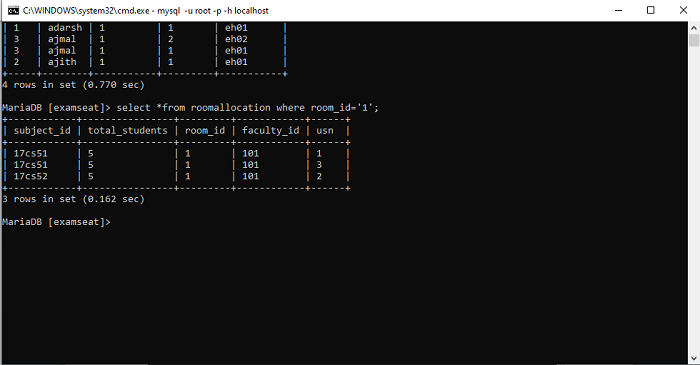 C:\WINDOWS\system32\cmd.exe - mysql -u root -p -h localhost
| 1    | adarsh | 1         | 1       | eh01      |
| 3    | ajmal  | 1         | 2       | eh02      |
| 3    | ajmal  | 1         | 1       | eh01      |
| 2    | ajith  | 1         | 1       | eh01      |
+-----+--------+-----------+---------+-----------+
4 rows in set (0.770 sec)
MariaDB [examseat]> select *from roomallocation where room_id='1';
+------------+----------------+---------+------------+------+
| subject_id | total_students | room_id | faculty_id | usn  |
+------------+----------------+---------+------------+------+
| 17cs51     | 5              | 1       | 101        | 1    |
| 17cs51     | 5              | 1       | 101        | 3    |
| 17cs52     | 5              | 1       | 101        | 2    |
+------------+----------------+---------+------------+------+
3 rows in set (0.162 sec)
MariaDB [examseat]>